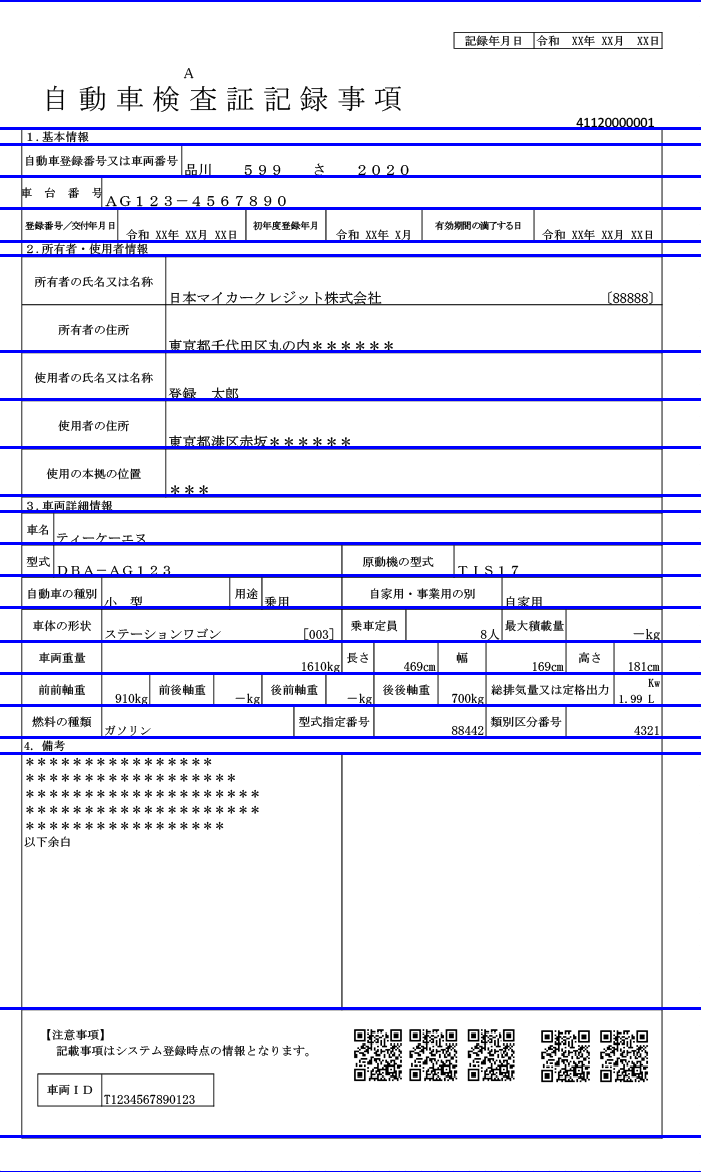 記録年月日 令和 XX年 XX月 XX日
A
自動車検査証記録事項
41120000001
1.基本情報
自動車登録番号又は車両番号 品川 599 さ 2020
車台番号 AG123-4567890
登録番号/交付年月日 令和 XX年 XX月 XX日 初年度登録年月 令和 XX年 X月 有効期間の満了する日 令和 XX年 XX月 XX日
2.所有者・使用者情報
所有者の氏名又は名称 日本マイカークレジット株式会社 〔88888〕
所有者の住所 東京都千代田区丸の内******
使用者の氏名又は名称 登録 太郎
使用者の住所 東京都港区赤坂******
使用の本拠の位置 ***
3.車両詳細情報
車名 ティーケーエヌ
型式 DBA-AG123 原動機の型式 TIS17
自動車の種別 小型 用途 乗用 自家用・事業用の別 自家用
車体の形状 ステーションワゴン [003] 乗車定員 8人 最大積載量 -kg
車両重量 1610kg 長さ 469cm 幅 169cm 高さ 181cm
前前軸重 910kg 前後軸重 -kg 後前軸重 -kg 後後軸重 700kg 総排気量又は定格出力 Kw 1.99 L
燃料の種類 ガソリン 型式指定番号 88442 類別区分番号 4321
4. 備考
****************
******************
********************
********************
*****************
以下余白
【注意事項】
記載事項はシステム登録時点の情報となります。
車両ID T1234567890123